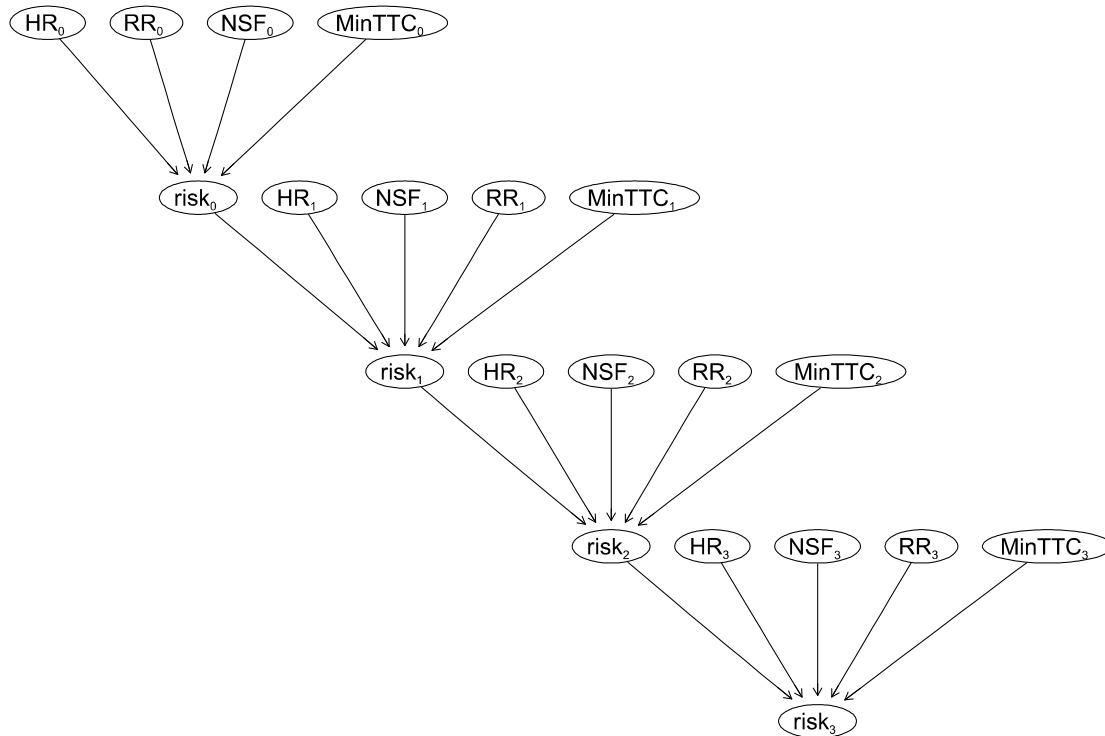 HR₀ RR₀ NSF₀ MinTTC₀
risk₀ HR₁ NSF₁ RR₁ MinTTC₁
risk₁ HR₂ NSF₂ RR₂ MinTTC₂
risk₂ HR₃ NSF₃ RR₃ MinTTC₃
risk₃